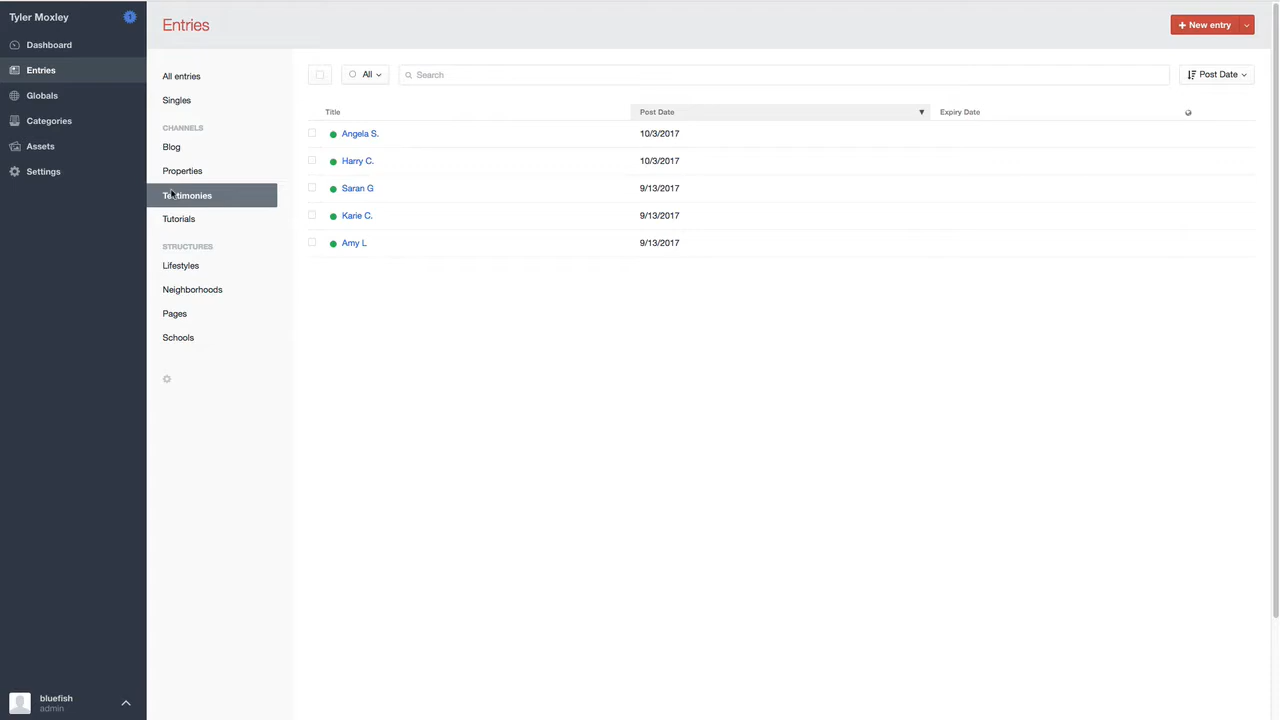 Tyler Moxley
1
Dashboard
Entries
Globals
Categories
Assets
Settings
bluefish
admin
Entries
+ New entry
All entries
Singles
CHANNELS
Blog
Properties
Testimonies
Tutorials
STRUCTURES
Lifestyles
Neighborhoods
Pages
Schools
All
Search
Post Date
Title Post Date Expiry Date
Angela S. 10/3/2017
Harry C. 10/3/2017
Saran G 9/13/2017
Karie C. 9/13/2017
Amy L 9/13/2017